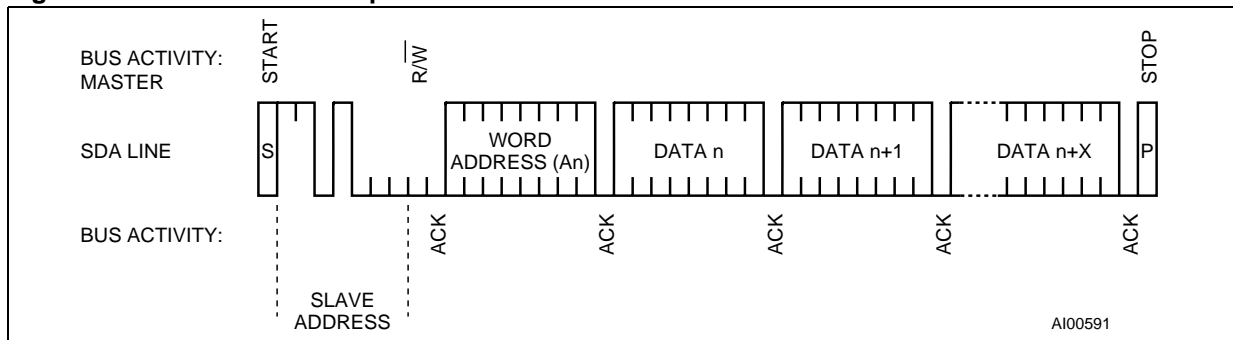 BUS ACTIVITY:
MASTER
START
R/W
STOP
SDA LINE
S
WORD
ADDRESS (An)
DATA n
DATA n+1
DATA n+X
P
BUS ACTIVITY:
ACK
ACK
ACK
ACK
ACK
SLAVE
ADDRESS
AI00591